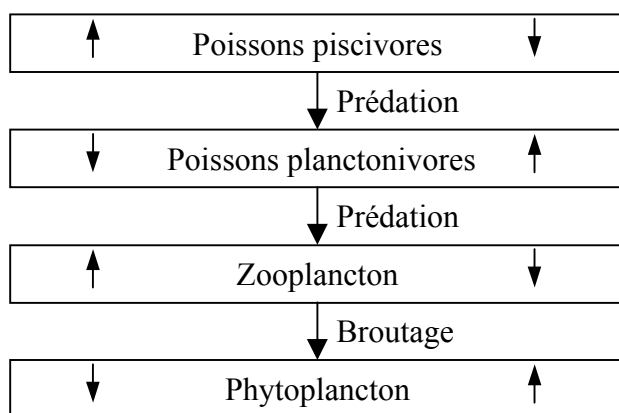 Poissons piscivores
Prédation
Poissons planctonivores
Prédation
Zooplancton
Broutage
Phytoplancton